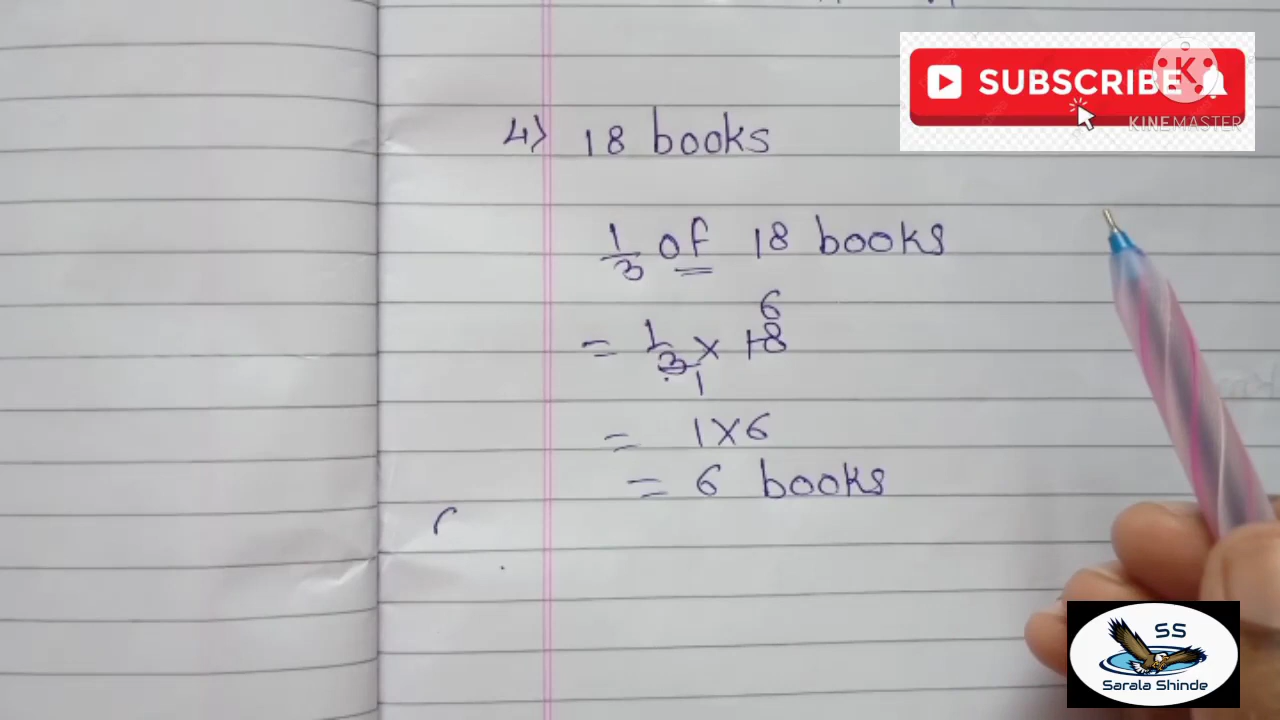 SUBSCRIBE
KINEMASTER
4) 18 books
1/3 of 18 books
6
= 1/3 × 18
1
= 1×6
= 6 books
SS
Sarala Shinde